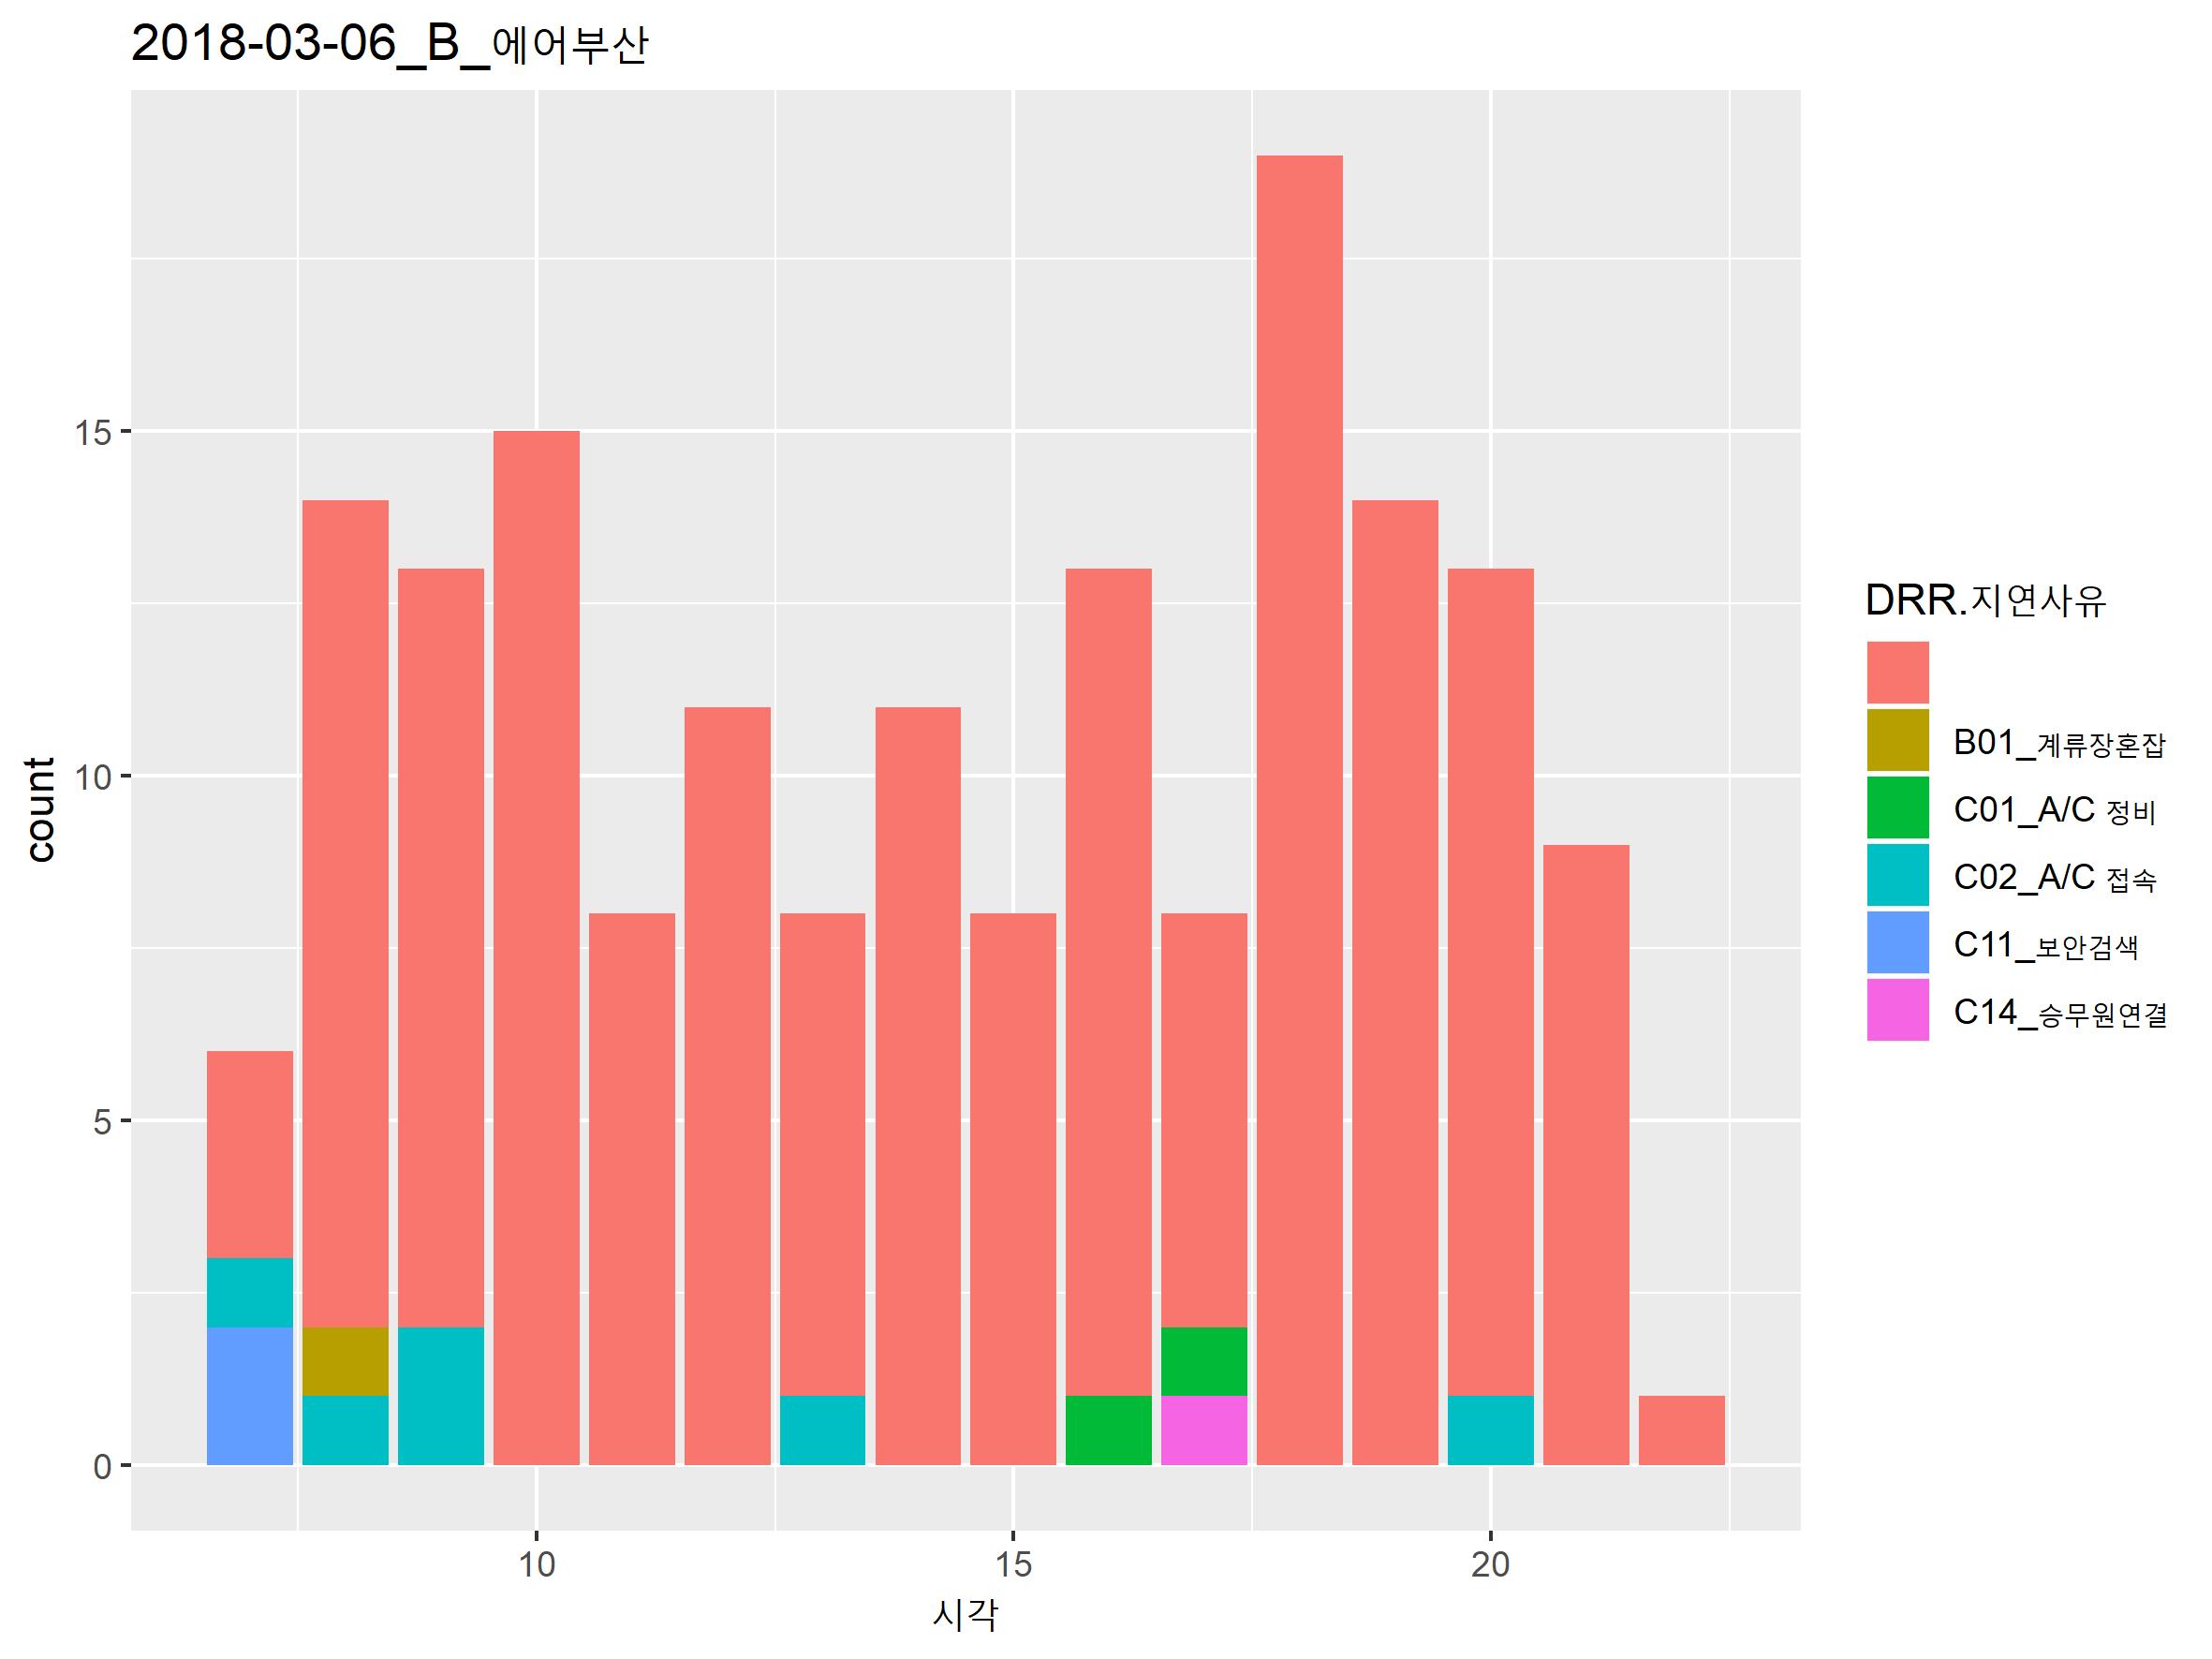 2018-03-06_B_에어부산
count
15
10
5
0
10
15
20
시각
DRR.지연사유
B01_계류장혼잡
C01_A/C 정비
C02_A/C 접속
C11_보안검색
C14_승무원연결